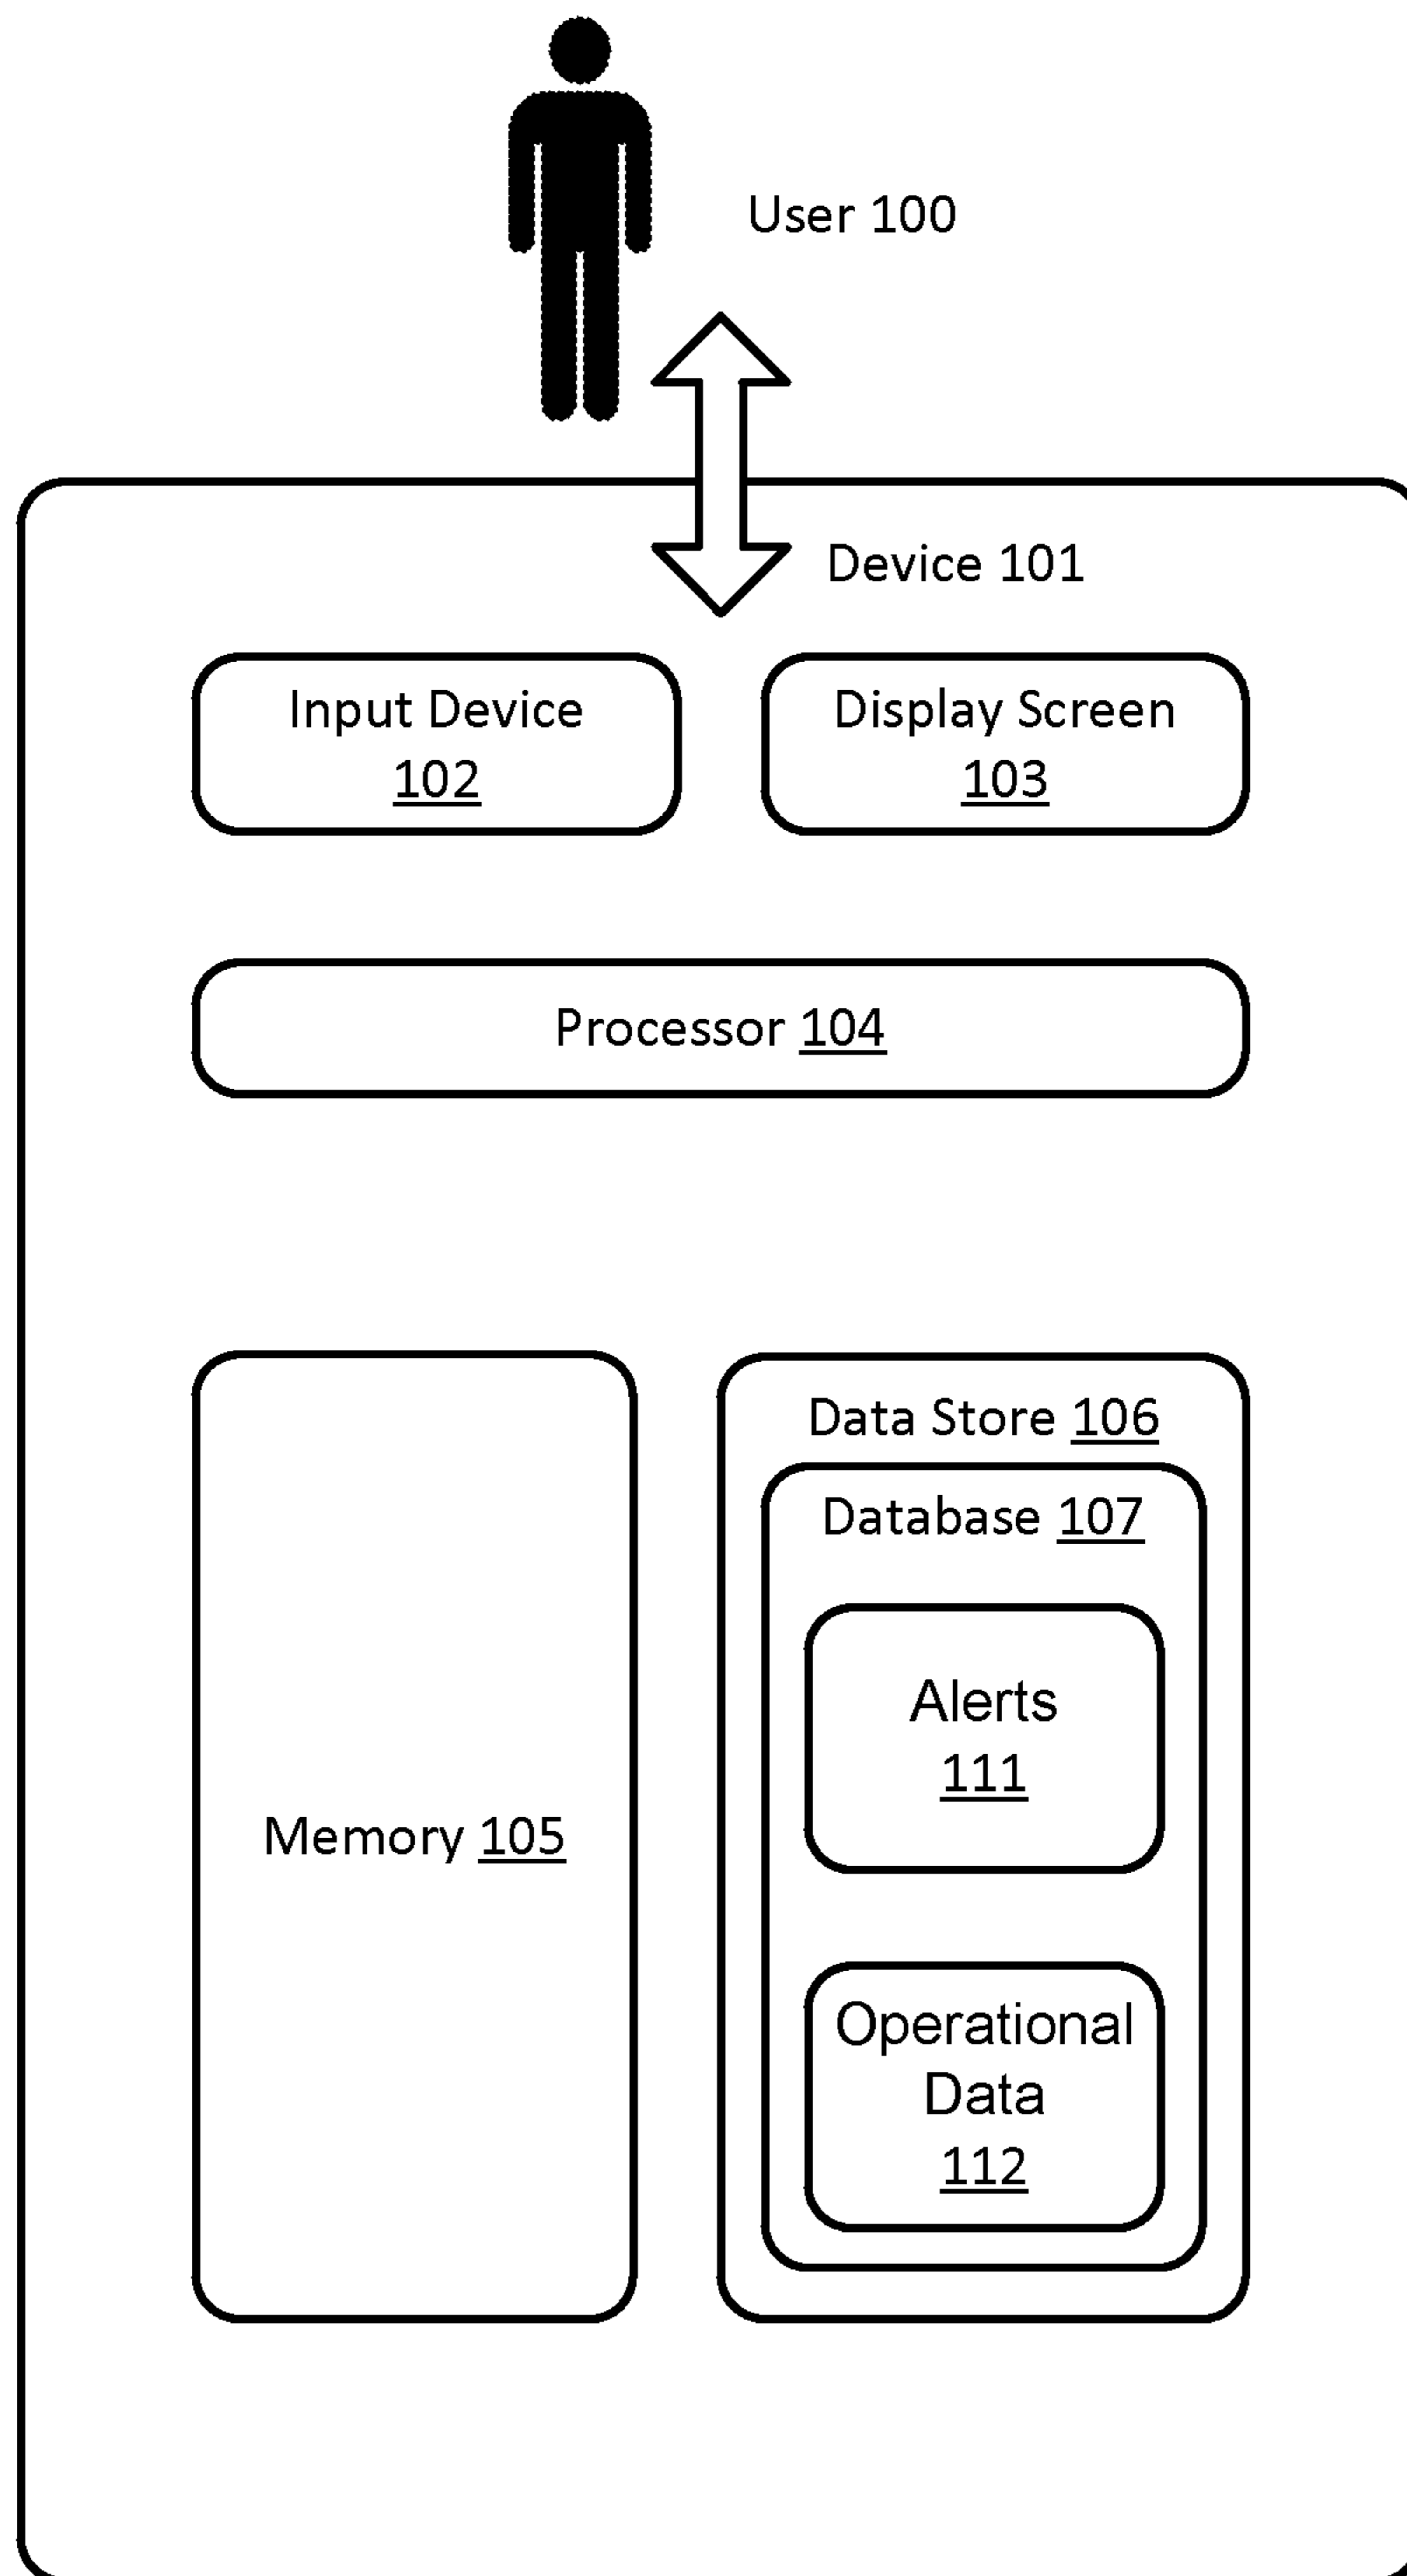 User 100
Device 101
Input Device
102
Display Screen
103
Processor 104
Memory 105
Data Store 106
Database 107
Alerts
111
Operational
Data
112